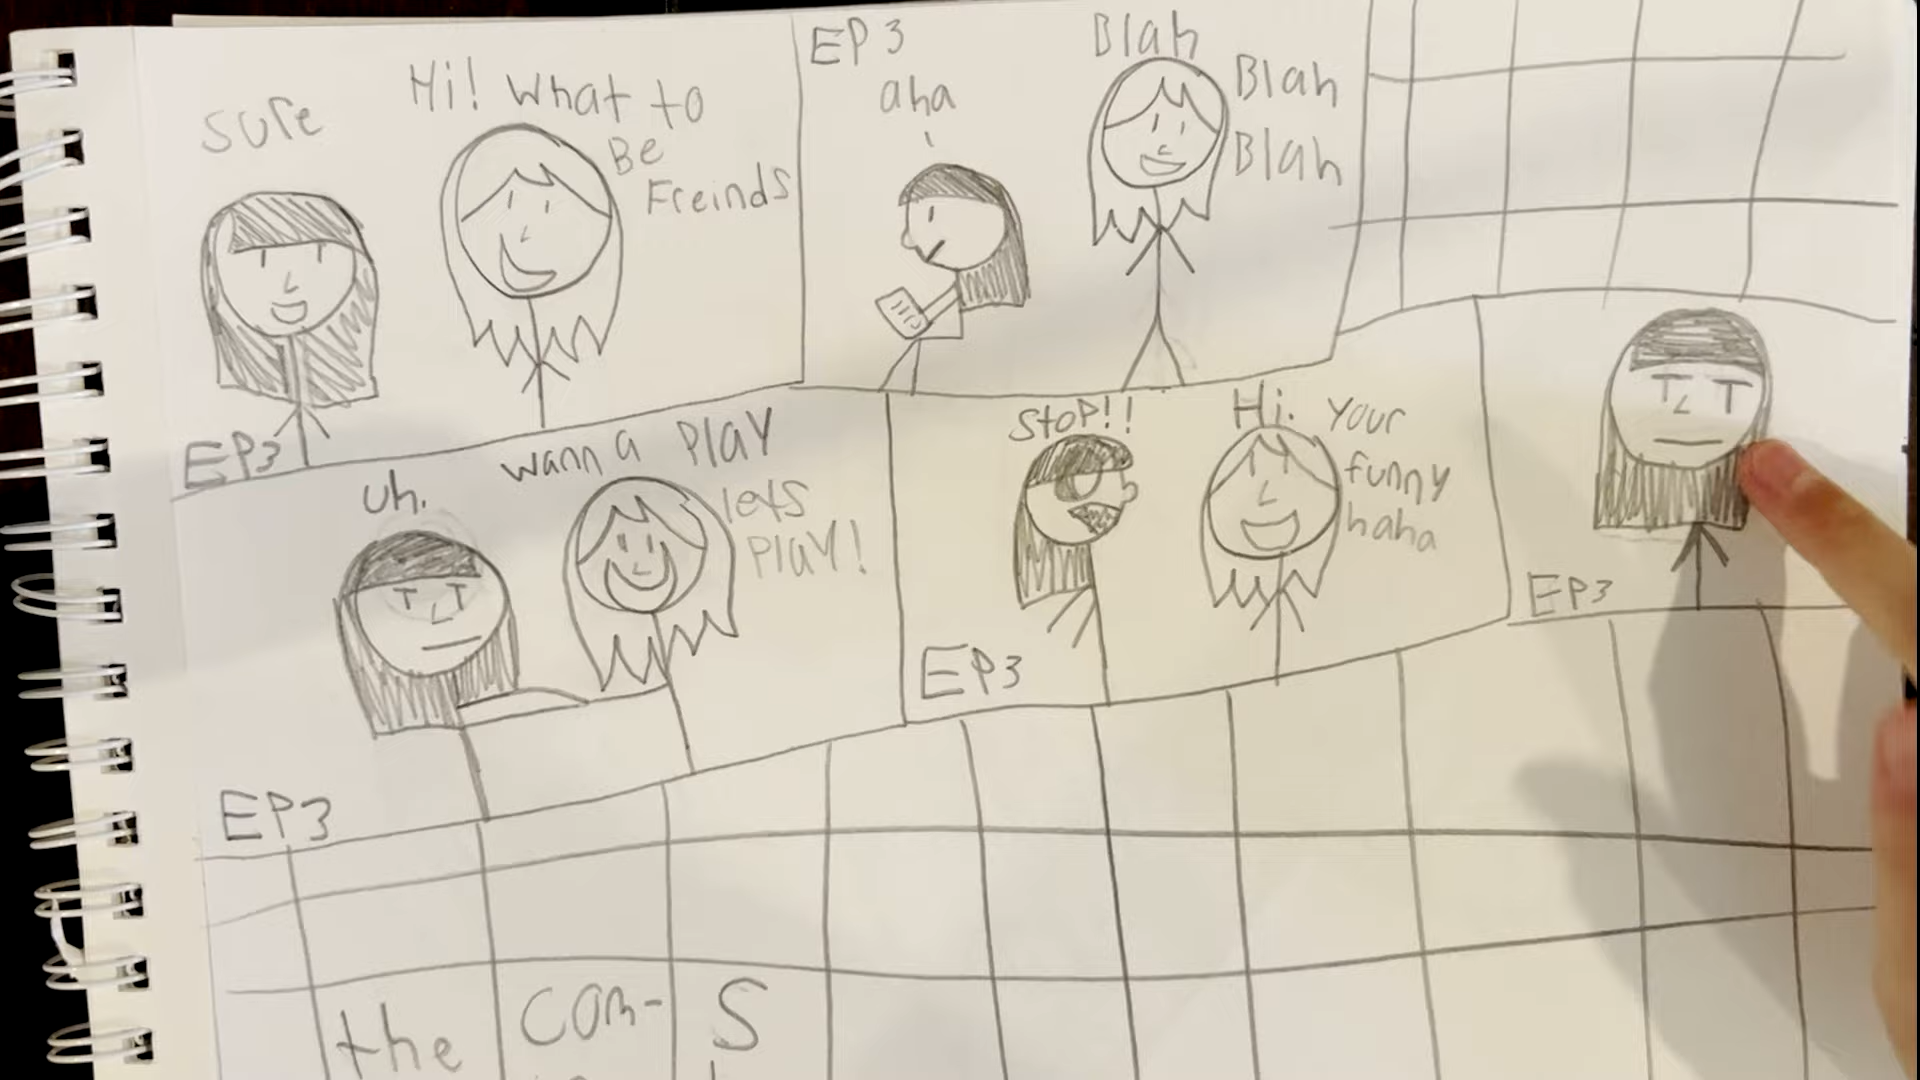 sure
Hi! What to
Be
Freinds
EP3
EP 3
aha
Blah
Blah
Blah
uh.
wanna PlaY
lets
PlaY!
EP3
StoP!!
Hi. Your
funny
haha
EP3
EP3
the
com-
S